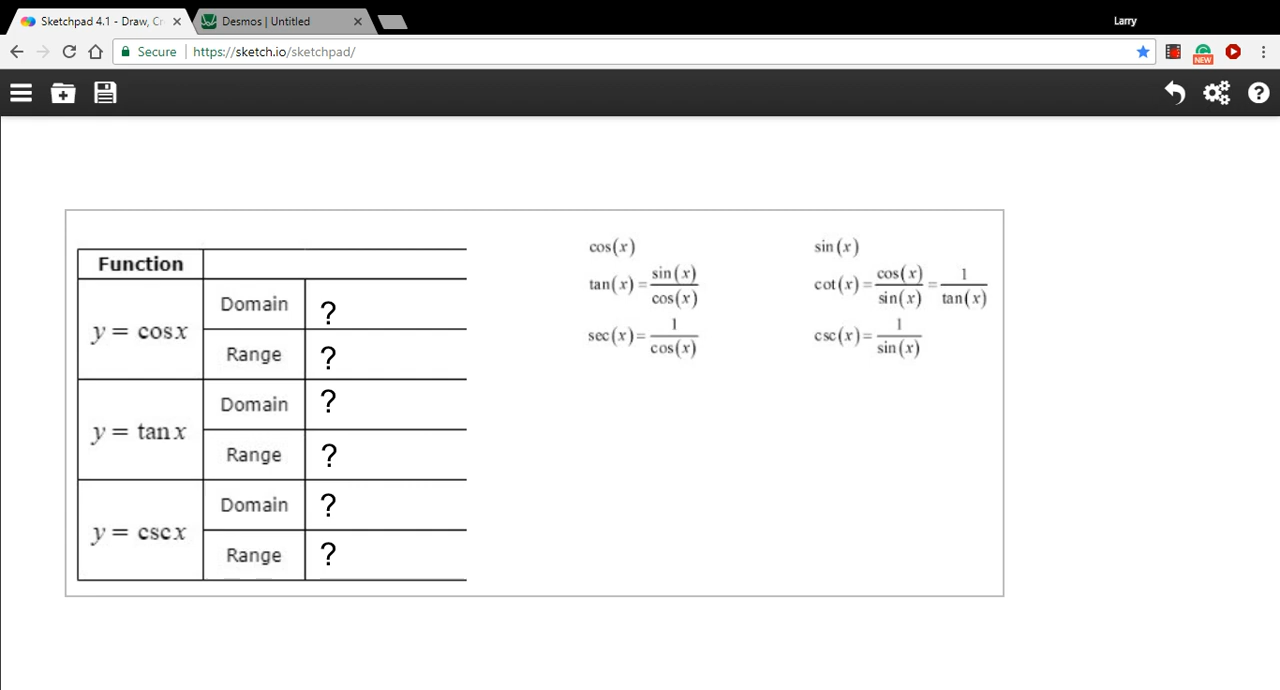 Sketchpad 4.1 - Draw, Cr
Desmos | Untitled
Larry
Secure
https://sketch.io/sketchpad/
NEW
Function
y = cos x
Domain
?
Range
?
y = tan x
Domain
?
Range
?
y = csc x
Domain
?
Range
?
cos(x)
tan(x) = sin(x)/cos(x)
sec(x) = 1/cos(x)
sin(x)
cot(x) = cos(x)/sin(x) = 1/tan(x)
csc(x) = 1/sin(x)